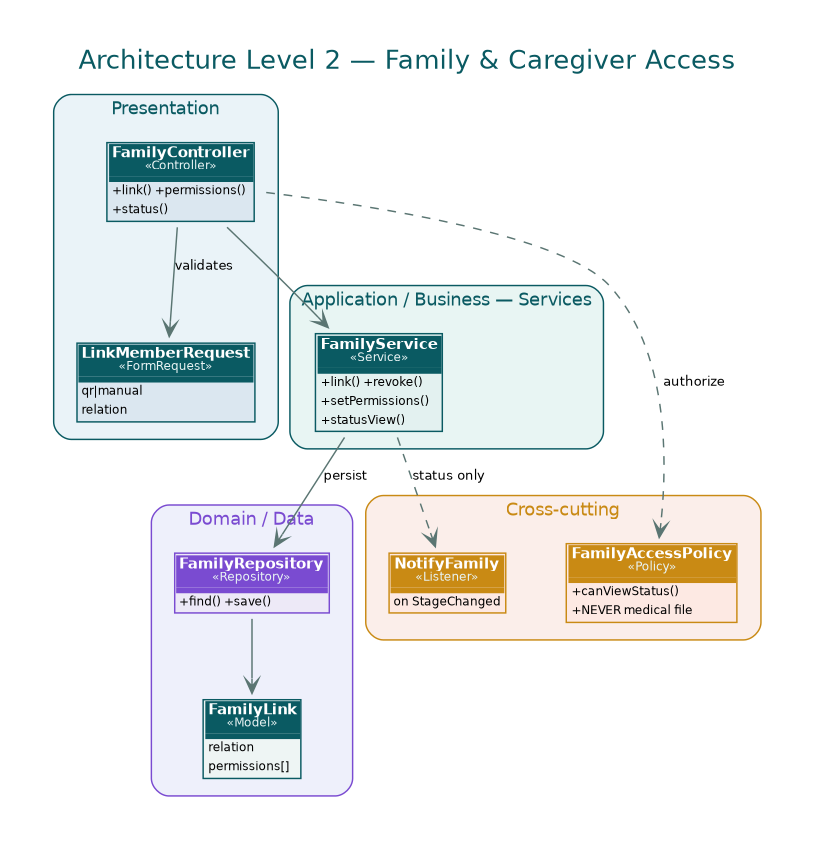 Architecture Level 2 — Family & Caregiver Access
Presentation
FamilyController
«Controller»
+link() +permissions()
+status()
validates
LinkMemberRequest
«FormRequest»
qr|manual
relation
Application / Business — Services
FamilyService
«Service»
+link() +revoke()
+setPermissions()
+statusView()
authorize
persist
status only
Domain / Data
FamilyRepository
«Repository»
+find() +save()
FamilyLink
«Model»
relation
permissions[]
Cross-cutting
NotifyFamily
«Listener»
on StageChanged
FamilyAccessPolicy
«Policy»
+canViewStatus()
+NEVER medical file